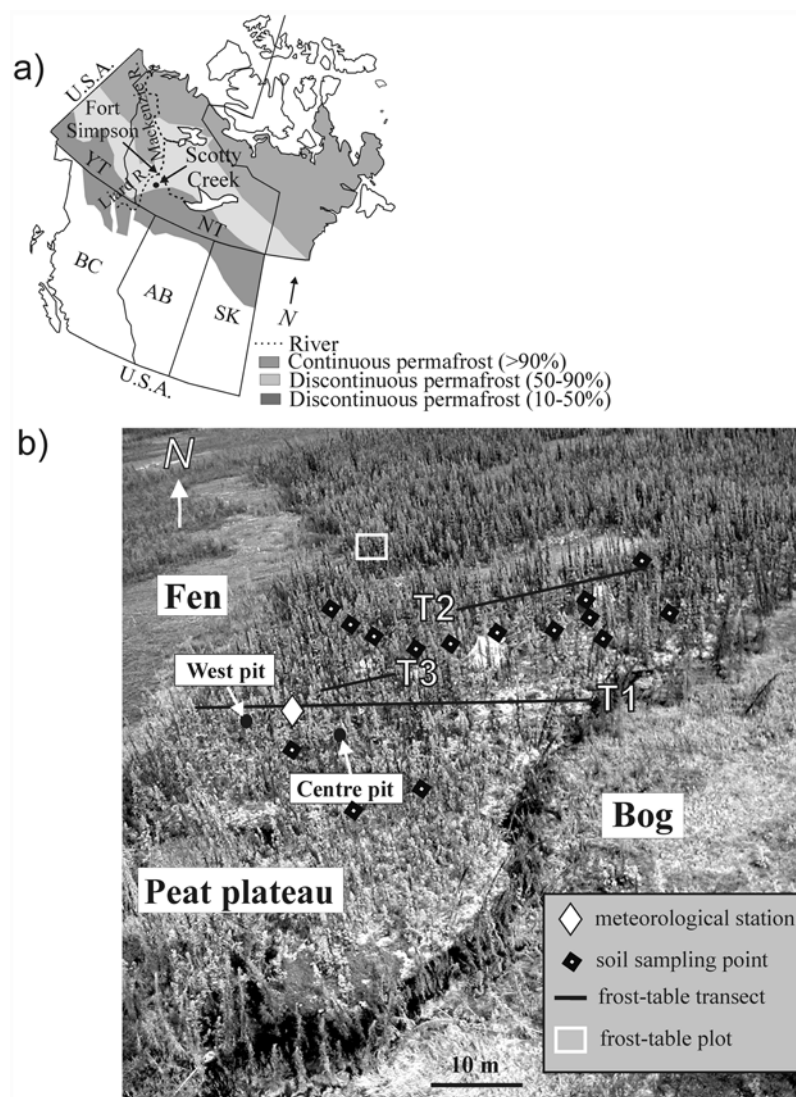 a)
U.S.A.
Mackenzie R.
Fort
Simpson
Scotty
Creek
YT
Liard R.
NT
BC
AB
SK
N
U.S.A.
River
Continuous permafrost (>90%)
Discontinuous permafrost (50-90%)
Discontinuous permafrost (10-50%)
b)
N
Fen
T2
West pit
T3
T1
Centre pit
Bog
Peat plateau
meteorological station
soil sampling point
frost-table transect
frost-table plot
10 m